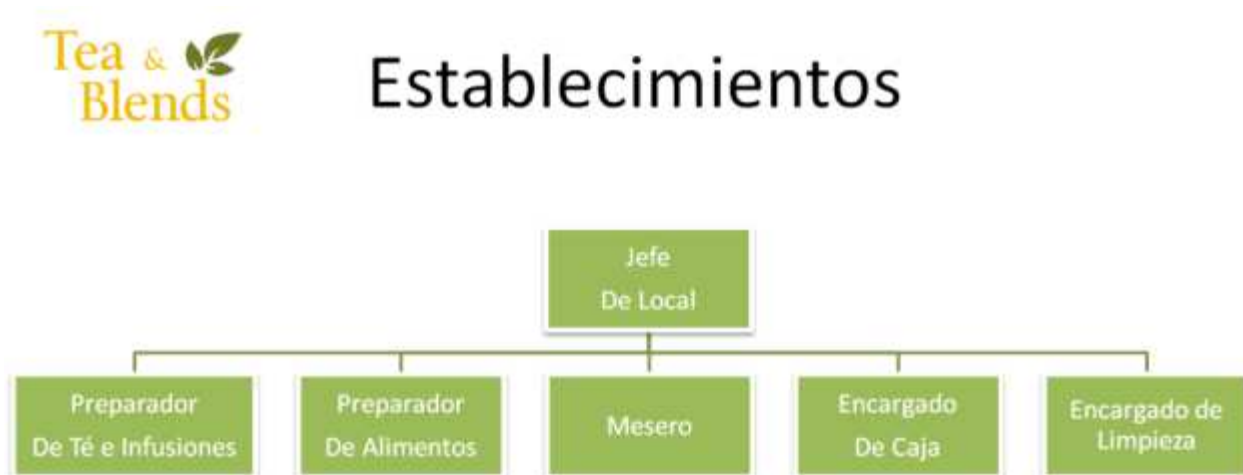 Tea &
Blends
Establecimientos
Jefe
De Local
Preparador
De Té e Infusiones
Preparador
De Alimentos
Mesero
Encargado
De Caja
Encargado de
Limpieza